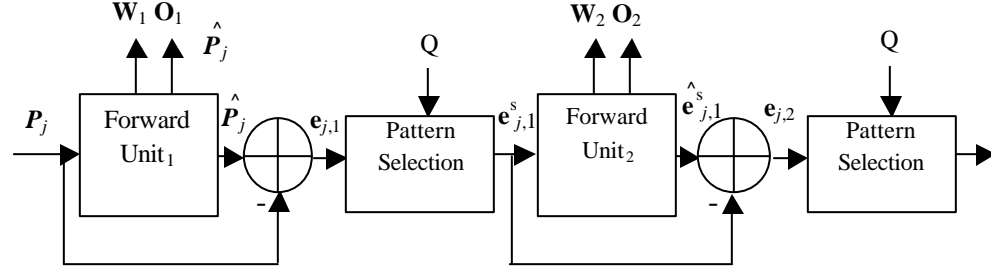 W₁ O₁
P̂ⱼ
Q
W₂ O₂
Q
Pⱼ
Forward
Unit₁
P̂ⱼ
eⱼ,₁
Pattern
Selection
eˢⱼ,₁
Forward
Unit₂
êˢⱼ,₁
eⱼ,₂
Pattern
Selection
-
-